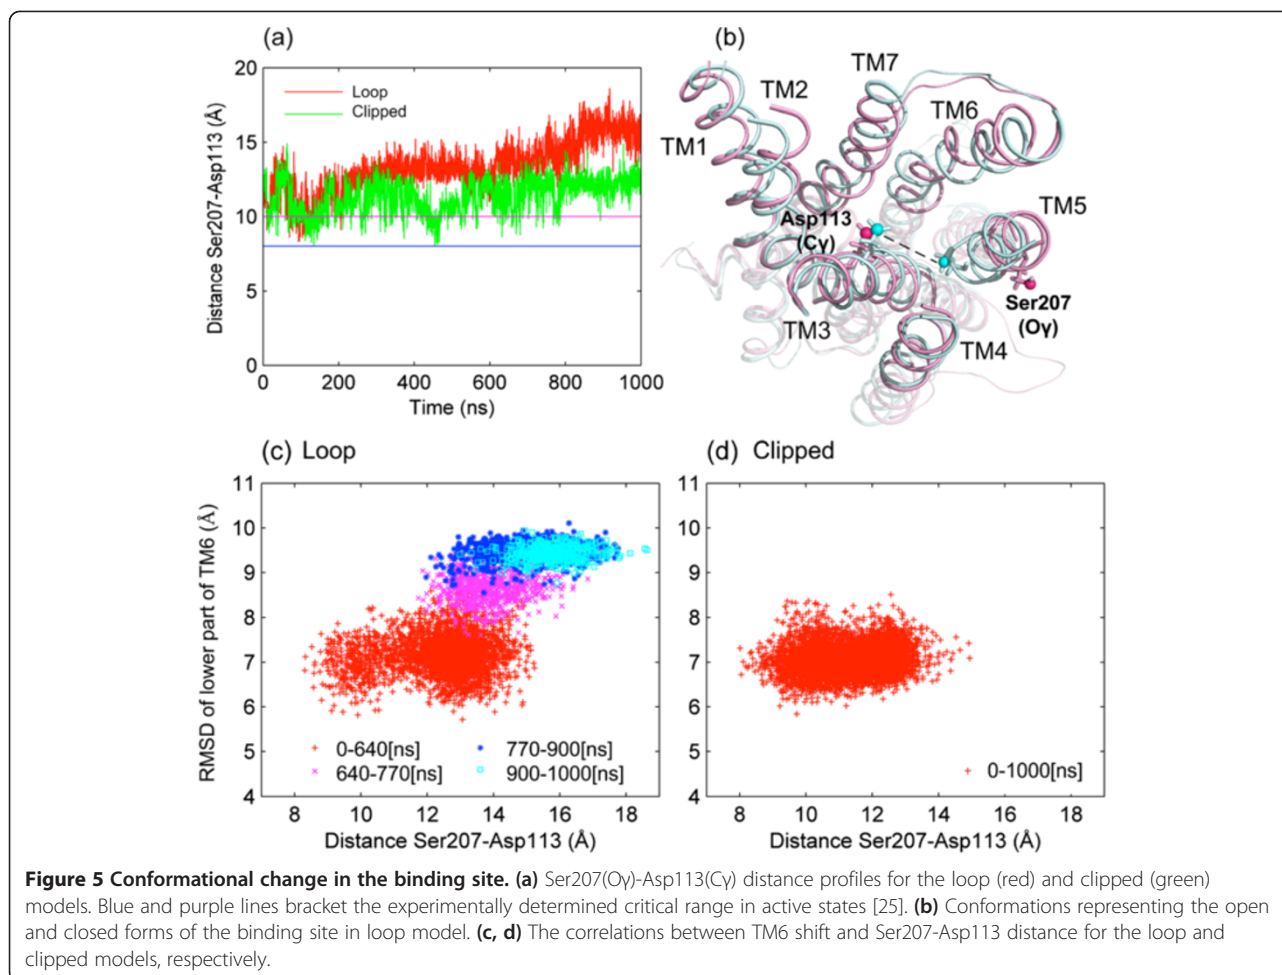 (a)
20
15
10
5
0
Distance Ser207-Asp113 (Å)
Loop
Clipped
0 200 400 600 800 1000
Time (ns)
(b)
TM7
TM2
TM6
TM1
TM5
Asp113
(Cγ)
Ser207
(Oγ)
TM3
TM4
(c) Loop
11
10
9
8
7
6
5
4
RMSD of lower part of TM6 (Å)
0-640[ns]
770-900[ns]
640-770[ns]
900-1000[ns]
8 10 12 14 16 18
Distance Ser207-Asp113 (Å)
(d) Clipped
11
10
9
8
7
6
5
4
0-1000[ns]
8 10 12 14 16 18
Distance Ser207-Asp113 (Å)
Figure 5 Conformational change in the binding site. (a) Ser207(Oγ)-Asp113(Cγ) distance profiles for the loop (red) and clipped (green)
models. Blue and purple lines bracket the experimentally determined critical range in active states [25]. (b) Conformations representing the open
and closed forms of the binding site in loop model. (c, d) The correlations between TM6 shift and Ser207-Asp113 distance for the loop and
clipped models, respectively.